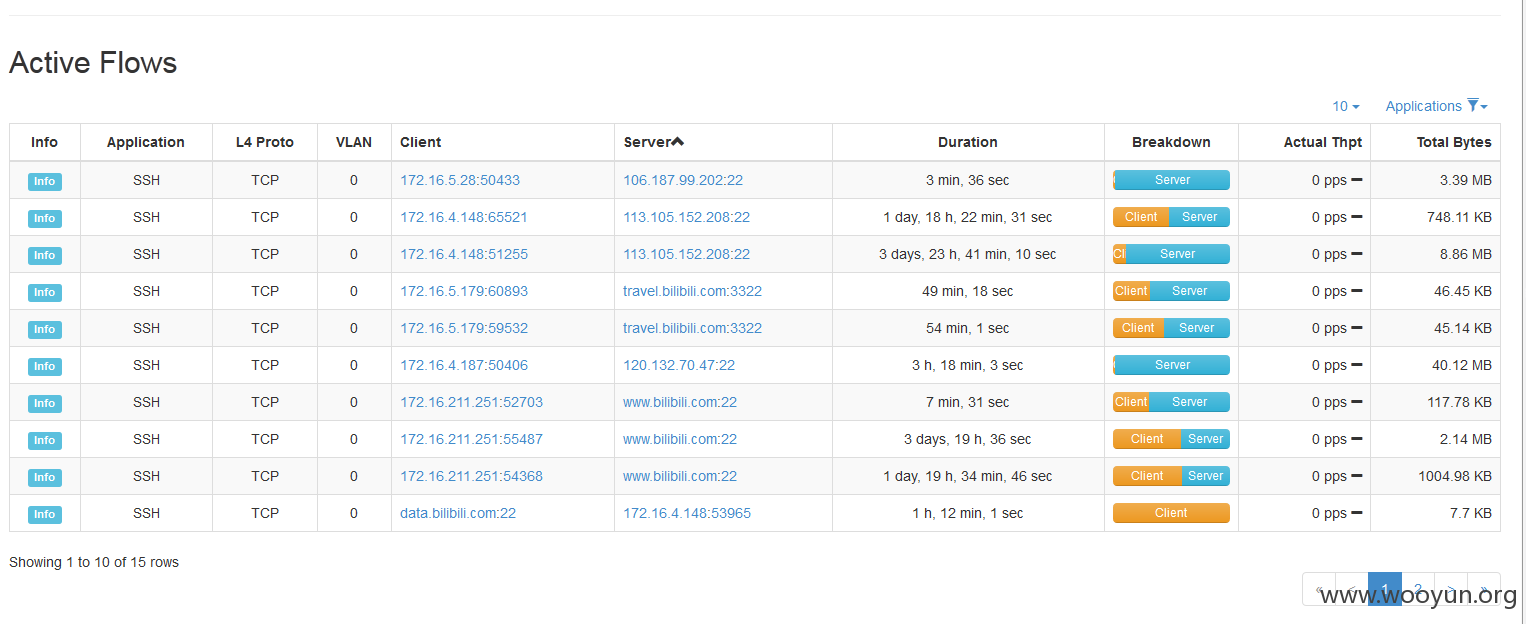 Active Flows
10 Applications
Info Application L4 Proto VLAN Client Server Duration Breakdown Actual Thpt Total Bytes
Info SSH TCP 0 172.16.5.28:50433 106.187.99.202:22 3 min, 36 sec Server 0 pps 3.39 MB
Info SSH TCP 0 172.16.4.148:65521 113.105.152.208:22 1 day, 18 h, 22 min, 31 sec Client Server 0 pps 748.11 KB
Info SSH TCP 0 172.16.4.148:51255 113.105.152.208:22 3 days, 23 h, 41 min, 10 sec Cl Server 0 pps 8.86 MB
Info SSH TCP 0 172.16.5.179:60893 travel.bilibili.com:3322 49 min, 18 sec Client Server 0 pps 46.45 KB
Info SSH TCP 0 172.16.5.179:59532 travel.bilibili.com:3322 54 min, 1 sec Client Server 0 pps 45.14 KB
Info SSH TCP 0 172.16.4.187:50406 120.132.70.47:22 3 h, 18 min, 3 sec Server 0 pps 40.12 MB
Info SSH TCP 0 172.16.211.251:52703 www.bilibili.com:22 7 min, 31 sec Client Server 0 pps 117.78 KB
Info SSH TCP 0 172.16.211.251:55487 www.bilibili.com:22 3 days, 19 h, 36 sec Client Server 0 pps 2.14 MB
Info SSH TCP 0 172.16.211.251:54368 www.bilibili.com:22 1 day, 19 h, 34 min, 46 sec Client Server 0 pps 1004.98 KB
Info SSH TCP 0 data.bilibili.com:22 172.16.4.148:53965 1 h, 12 min, 1 sec Client 0 pps 7.7 KB
Showing 1 to 10 of 15 rows
« < 1 2 > »
www.wooyun.org